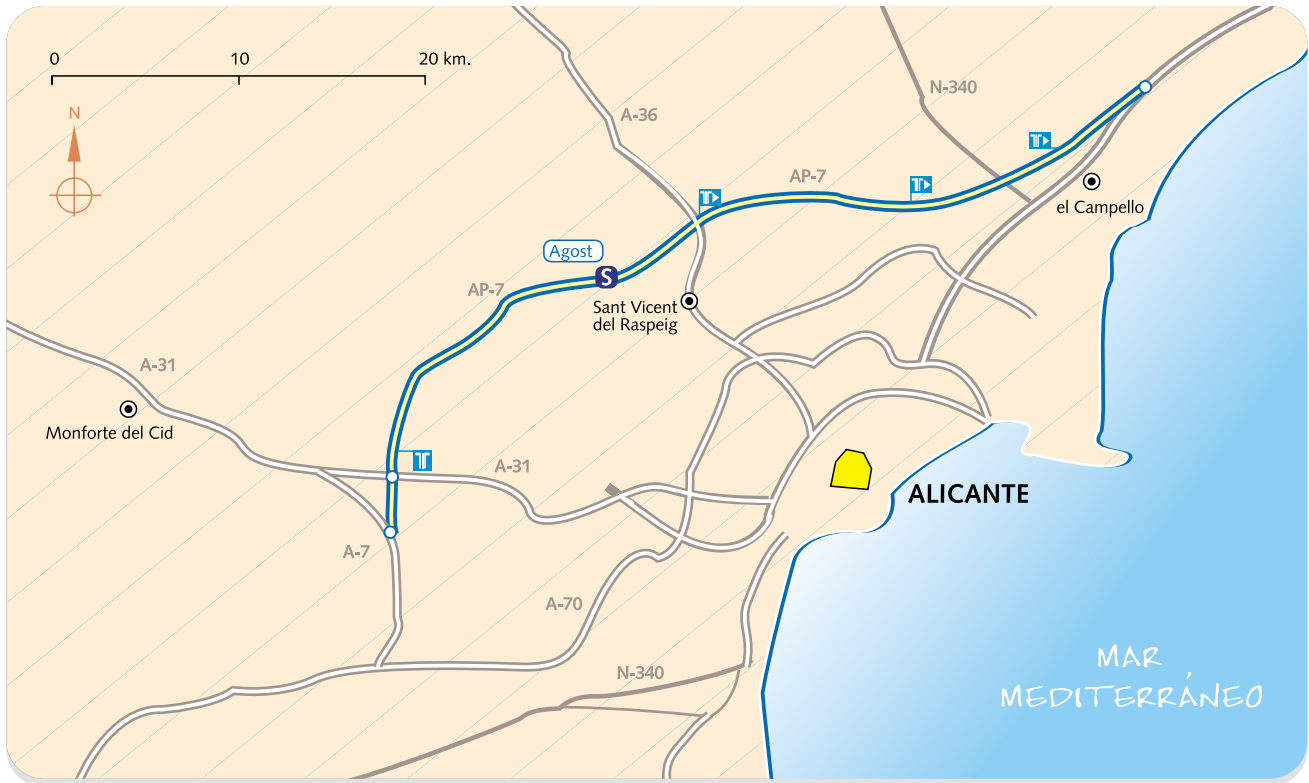 0 10 20 km.
N
A-36
N-340
AP-7
el Campello
Agost
S
AP-7
Sant Vicent
del Raspeig
A-31
Monforte del Cid
T
T
T
T
A-31
ALICANTE
A-7
A-70
N-340
MAR
MEDITERRÁNEO